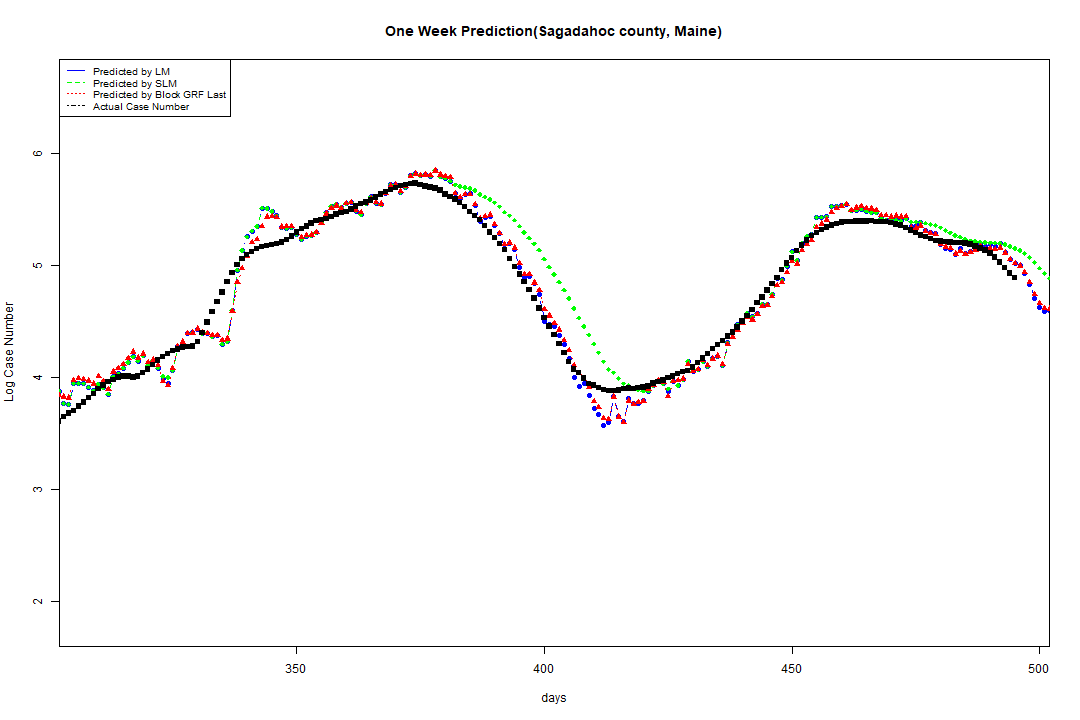 One Week Prediction(Sagadahoc county, Maine)
Predicted by LM
Predicted by SLM
Predicted by Block GRF Last
Actual Case Number
6
5
4
3
2
Log Case Number
350
400
450
500
days